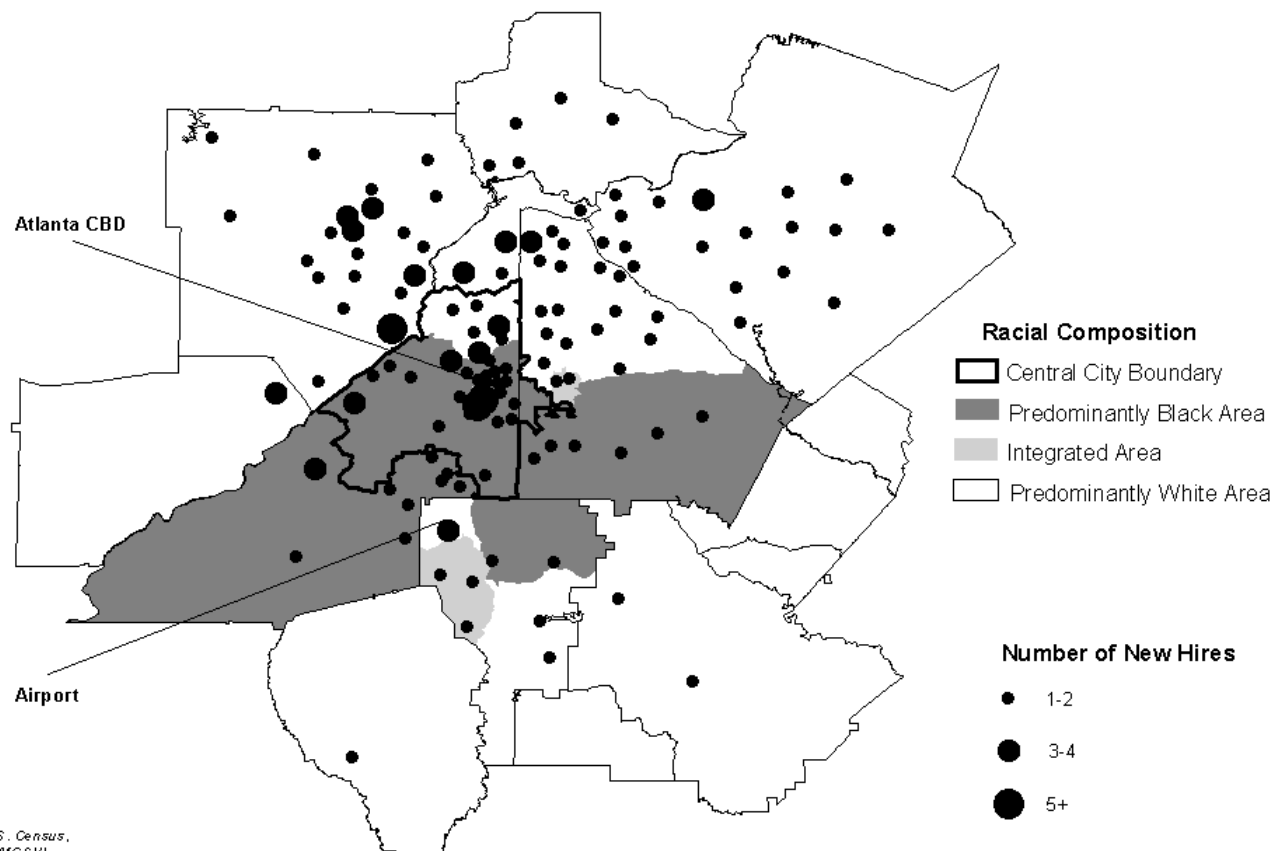 Atlanta CBD
Racial Composition
Central City Boundary
Predominantly Black Area
Integrated Area
Predominantly White Area
Number of New Hires
1-2
3-4
5+
Airport
S. Census,